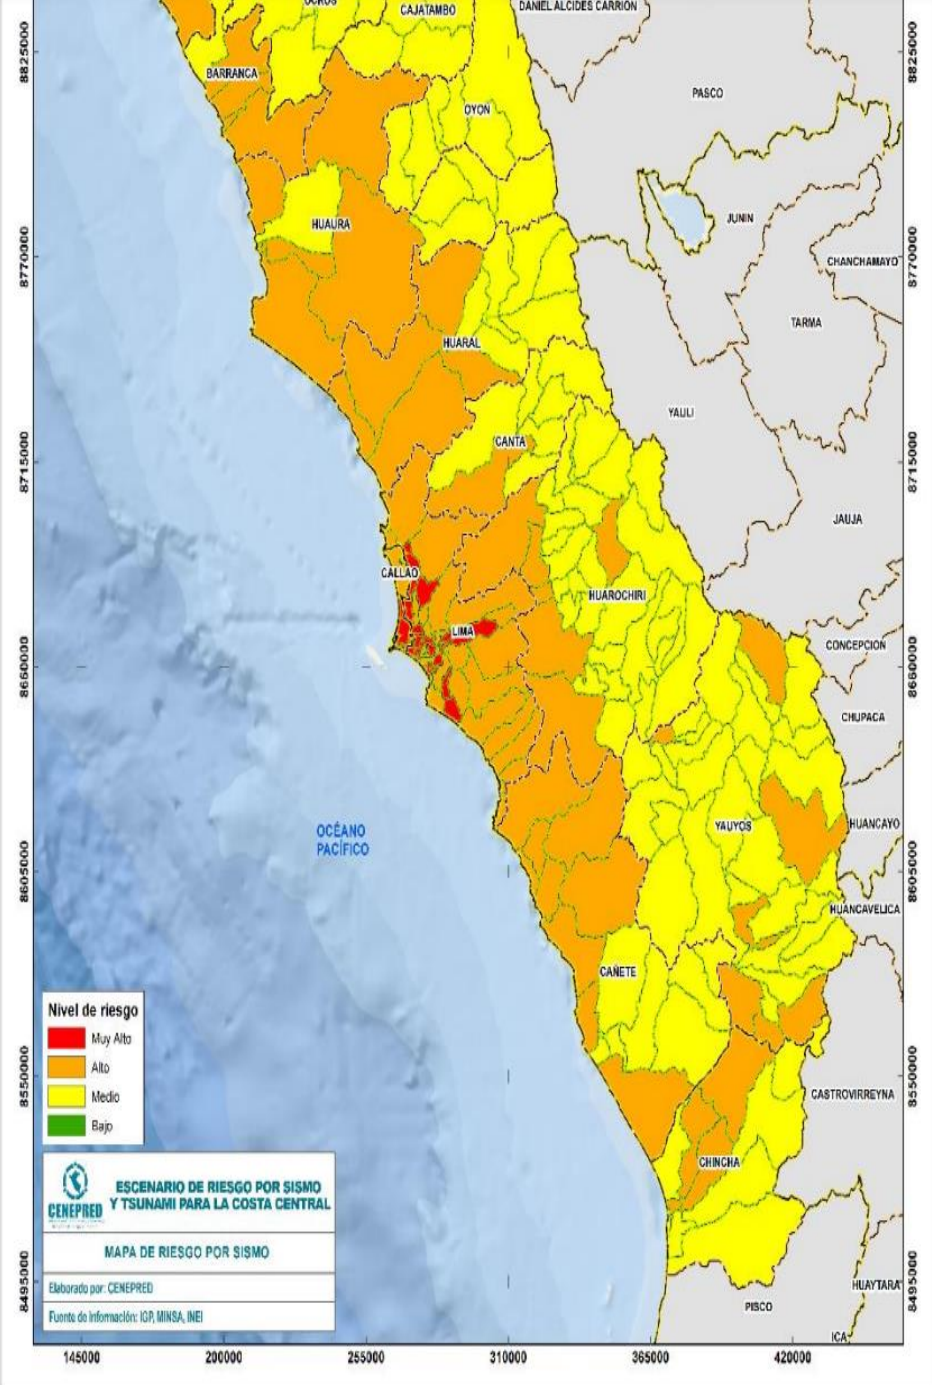 OCROS
CAJATAMBO
DANIEL ALCIDES CARRION
BARRANCA
PASCO
OYON
HUAURA
JUNIN
CHANCHAMAYO
TARMA
HUARAL
YAULI
CANTA
JAUJA
CALLAO
HUAROCHIRI
LIMA
CONCEPCION
CHUPACA
OCÉANO
PACÍFICO
YAUYOS
HUANCAYO
HUANCAVELICA
CAÑETE
CASTROVIRREYNA
CHINCHA
HUAYTARA
PISCO
ICA
8825000
8770000
8715000
8660000
8605000
8550000
8495000
8825000
8770000
8715000
8660000
8605000
8550000
8495000
Nivel de riesgo
Muy Alto
Alto
Medio
Bajo
CENEPRED
ESCENARIO DE RIESGO POR SISMO
Y TSUNAMI PARA LA COSTA CENTRAL
MAPA DE RIESGO POR SISMO
Elaborado por: CENEPRED
Fuente de información: IGP, MINSA, INEI
145000 200000 255000 310000 365000 420000